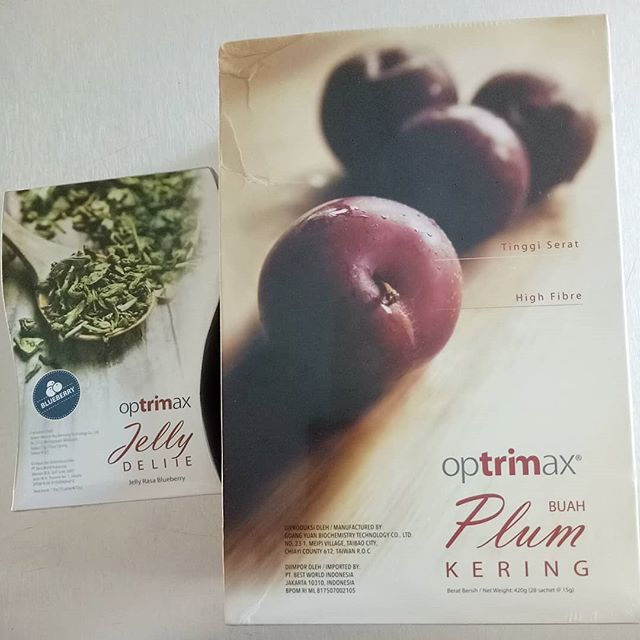 BLUEBERRY
optrimax
Jelly
DELITE
Jelly Rasa Blueberry
Tinggi Serat
High Fibre
optrimax®
BUAH
Plum
KERING
DIPRODUKSI OLEH / MANUFACTURED BY:
GOANG YUAN BIOCHEMISTRY TECHNOLOGY CO., LTD.
NO. 23-1. MEIPI VILLAGE, TAIBAO CITY,
CHIAYI COUNTY 612, TAIWAN R.O.C
DIIMPOR OLEH / IMPORTED BY:
PT. BEST WORLD INDONESIA
JAKARTA 10310, INDONESIA
BPOM RI ML 817507002105
Berat Bersih / Net Weight: 420g (28 sachet @ 15g)